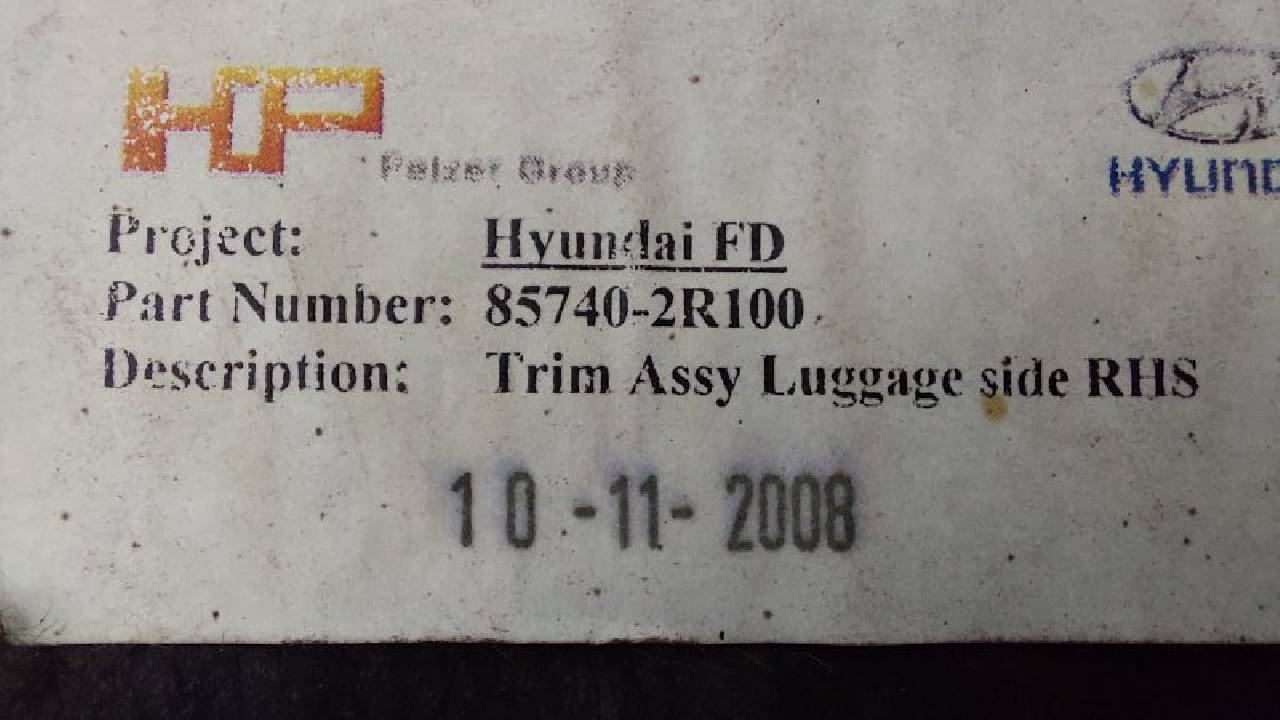 HP
Pelzer Group
HYUND
Project: Hyundai FD
Part Number: 85740-2R100
Description: Trim Assy Luggage side RHS
10-11-2008